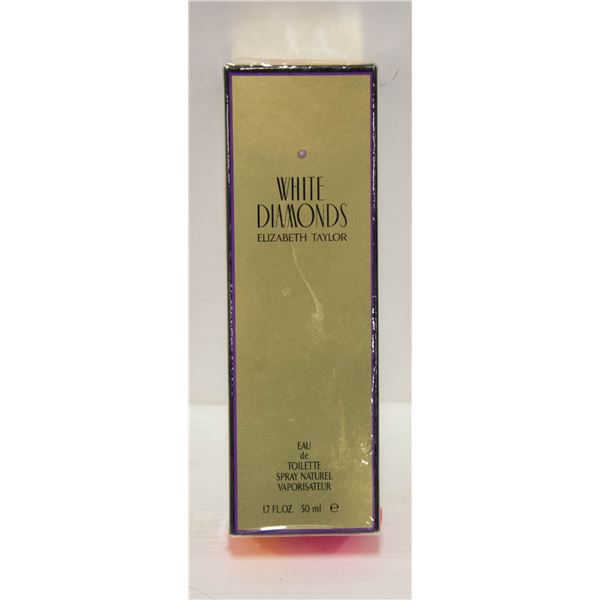 WHITE
DIAMONDS
ELIZABETH TAYLOR
EAU
de
TOILETTE
SPRAY NATUREL
VAPORISATEUR
1.7 FL.OZ. 50 ml ℮